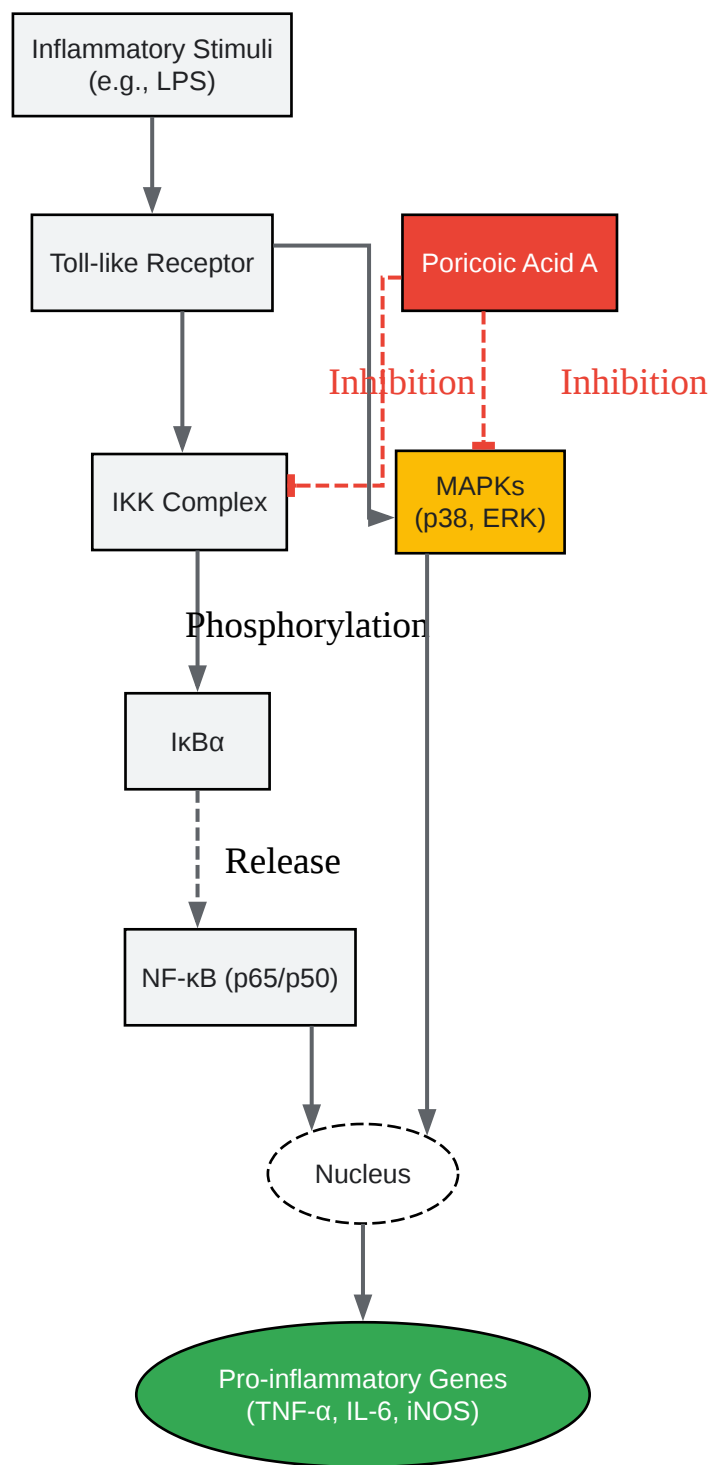 Inflammatory Stimuli
(e.g., LPS)
Toll-like Receptor
Poricoic Acid A
Inhibition
Inhibition
IKK Complex
MAPKs
(p38, ERK)
Phosphorylation
IκBα
Release
NF-κB (p65/p50)
Nucleus
Pro-inflammatory Genes
(TNF-α, IL-6, iNOS)